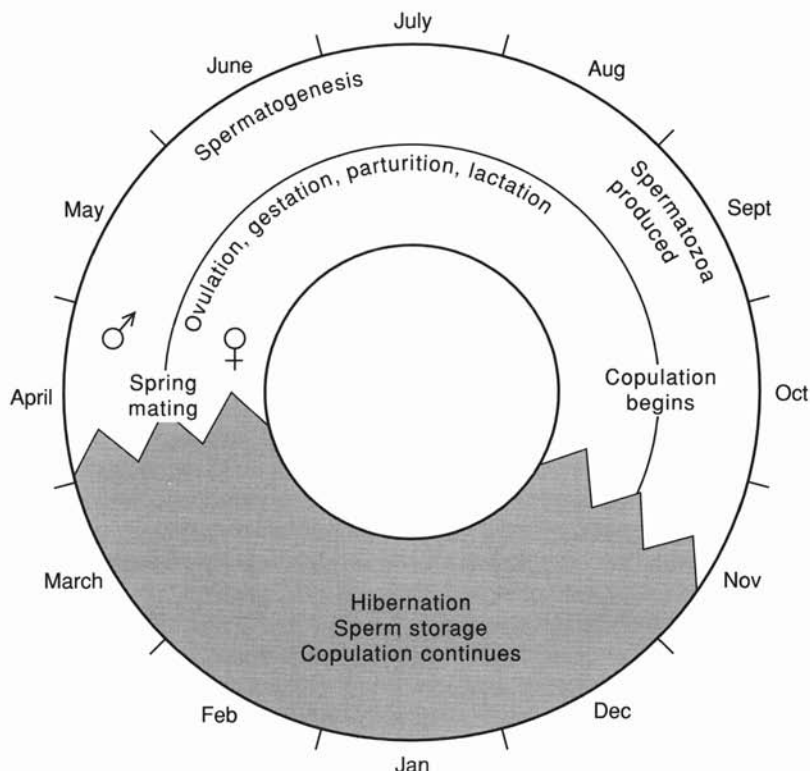 July
June
Aug
Spermatogenesis
May
Ovulation, gestation, parturition, lactation
Spermatozoa
produced
Sept
♂
♀
April
Spring
mating
Copulation
begins
Oct
March
Hibernation
Sperm storage
Copulation continues
Nov
Feb
Dec
Jan